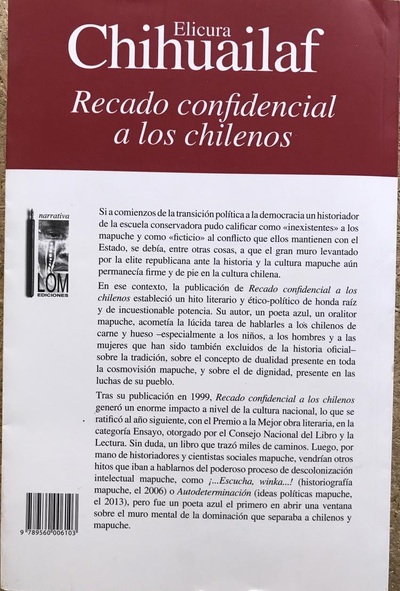 Elicura
Chihuailaf
Recado confidencial
a los chilenos
narrativa
LOM
EDICIONES
Si a comienzos de la transición política a la democracia un historiador
de la escuela conservadora pudo calificar como «inexistentes» a los
mapuche y como «ficticio» al conflicto que ellos mantienen con el
Estado, se debía, entre otras cosas, a que el gran muro levantado
por la elite republicana ante la historia y la cultura mapuche aún
permanecía firme y de pie en la cultura chilena.
En ese contexto, la publicación de Recado confidencial a los
chilenos estableció un hito literario y ético-político de honda raíz
y de incuestionable potencia. Su autor, un poeta azul, un oralitor
mapuche, acometía la lúcida tarea de hablarles a los chilenos de
carne y hueso –especialmente a los niños, a los hombres y a las
mujeres que han sido también excluidos de la historia oficial–
sobre la tradición, sobre el concepto de dualidad presente en toda
la cosmovisión mapuche, y sobre el de dignidad, presente en las
luchas de su pueblo.
Tras su publicación en 1999, Recado confidencial a los chilenos
generó un enorme impacto a nivel de la cultura nacional, lo que se
ratificó al año siguiente, con el Premio a la Mejor obra literaria, en la
categoría Ensayo, otorgado por el Consejo Nacional del Libro y la
Lectura. Sin duda, un libro que trazó miles de caminos. Luego, por
mano de historiadores y cientistas sociales mapuche, vendrían otros
hitos que iban a hablarnos del poderoso proceso de descolonización
intelectual mapuche, como ¡...Escucha, winka...! (historiografía
mapuche, el 2006) o Autodeterminación (ideas políticas mapuche,
el 2013), pero fue un poeta azul el primero en abrir una ventana
sobre el muro mental de la dominación que separaba a chilenos y
mapuche.
9 789560 006103